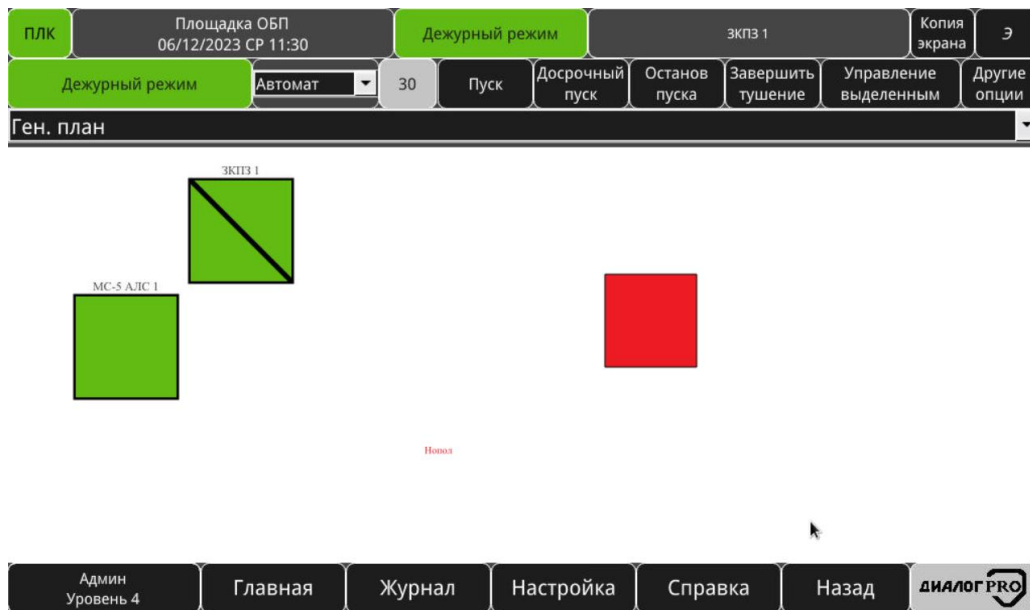 ПЛК
Площадка ОБП
06/12/2023 СР 11:30
Дежурный режим
ЗКПЗ 1
Копия
экрана
Э
Дежурный режим
Автомат
30
Пуск
Досрочный
пуск
Останов
пуска
Завершить
тушение
Управление
выделенным
Другие
опции
Ген. план
ЗКПЗ 1
МС-5 АЛС 1
Нопол
Админ
Уровень 4
Главная
Журнал
Настройка
Справка
Назад
ДИАЛОГ PRO